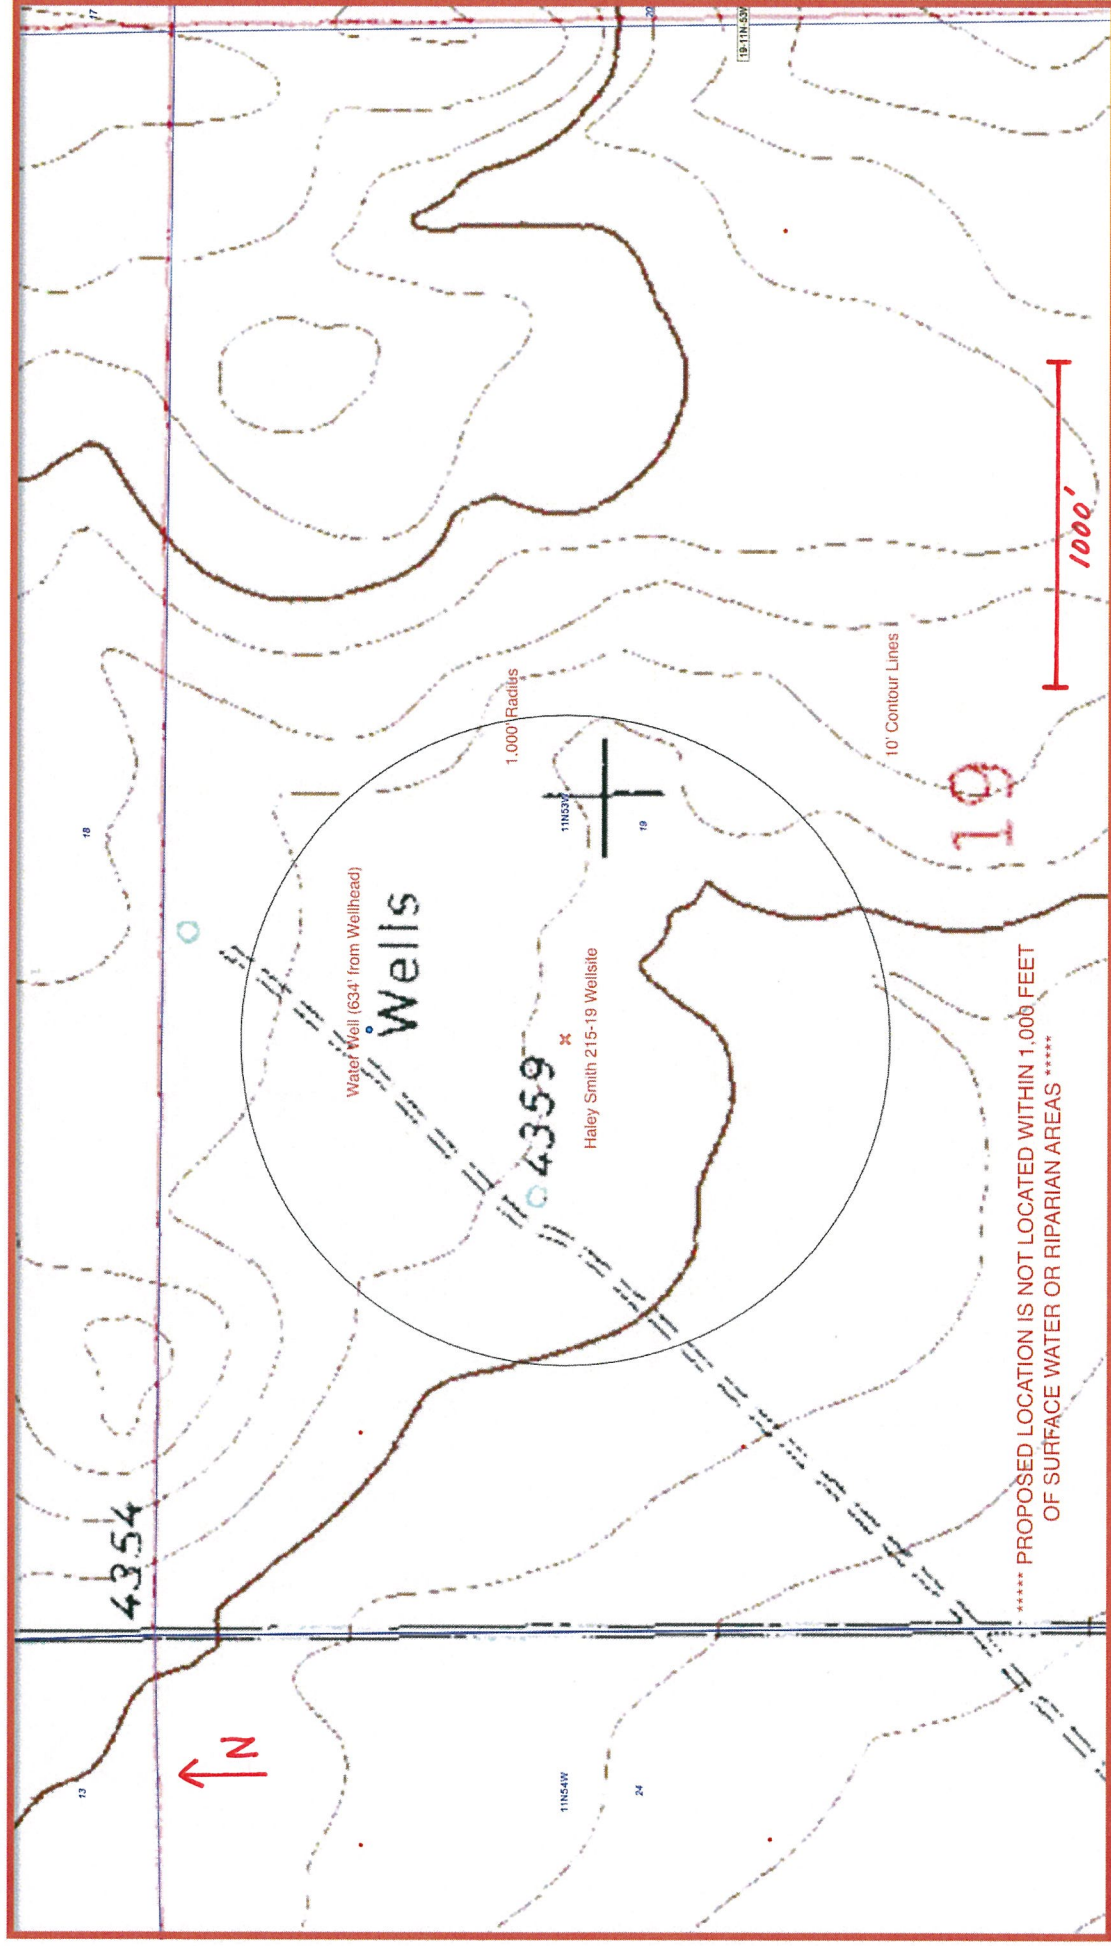 4354
13
18
17
20
19-11N-53W
Water Well (634' from Wellhead)
Wells
4359
1.000' Radius
11N53W
19
Haley Smith 215-19 Wellsite
10' Contour Lines
19
N
11N54W
24
***** PROPOSED LOCATION IS NOT LOCATED WITHIN 1,000 FEET
OF SURFACE WATER OR RIPARIAN AREAS *****
1000'